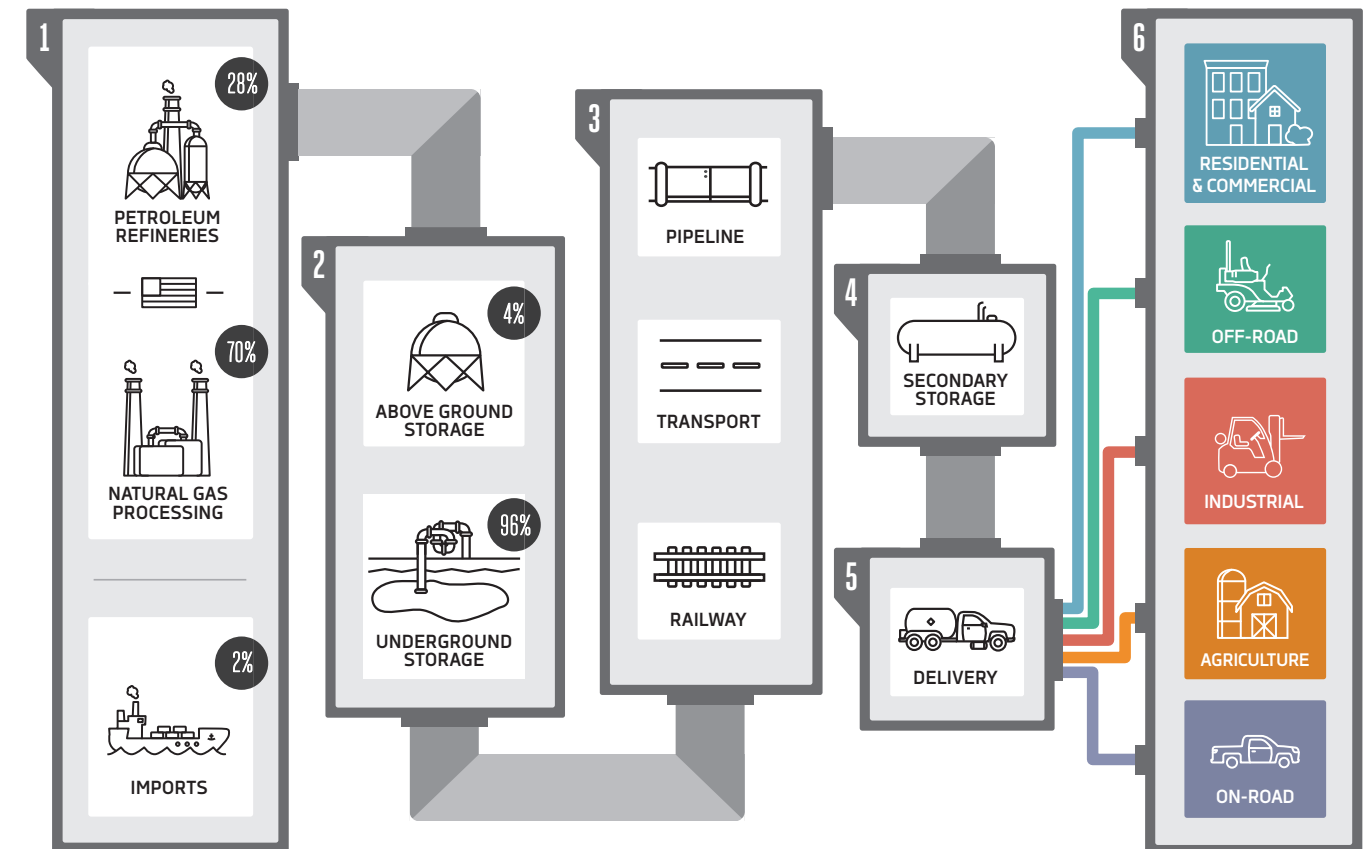 1
28%
PETROLEUM
REFINERIES
70%
NATURAL GAS
PROCESSING
2%
IMPORTS
2
4%
ABOVE GROUND
STORAGE
96%
UNDERGROUND
STORAGE
3
PIPELINE
TRANSPORT
RAILWAY
4
SECONDARY
STORAGE
5
DELIVERY
6
RESIDENTIAL
& COMMERCIAL
OFF-ROAD
INDUSTRIAL
AGRICULTURE
ON-ROAD